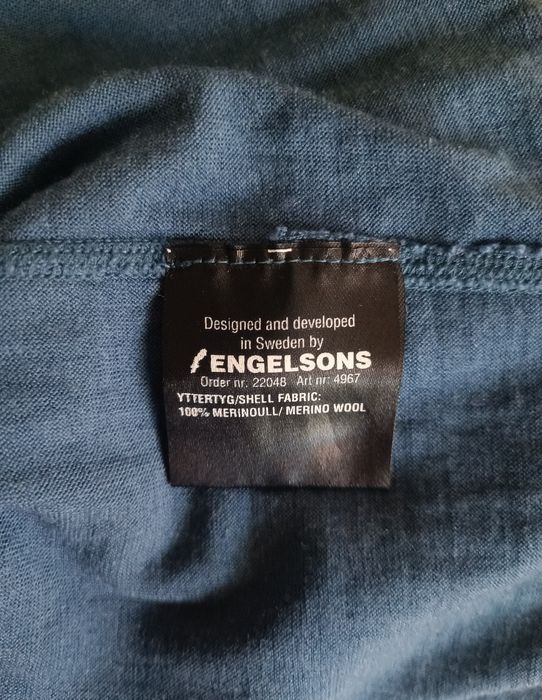 Designed and developed
in Sweden by
ENGELSONS
Order nr. 22048 Art nr: 4967
YTTERTYG/SHELL FABRIC:
100% MERINOULL/ MERINO WOOL